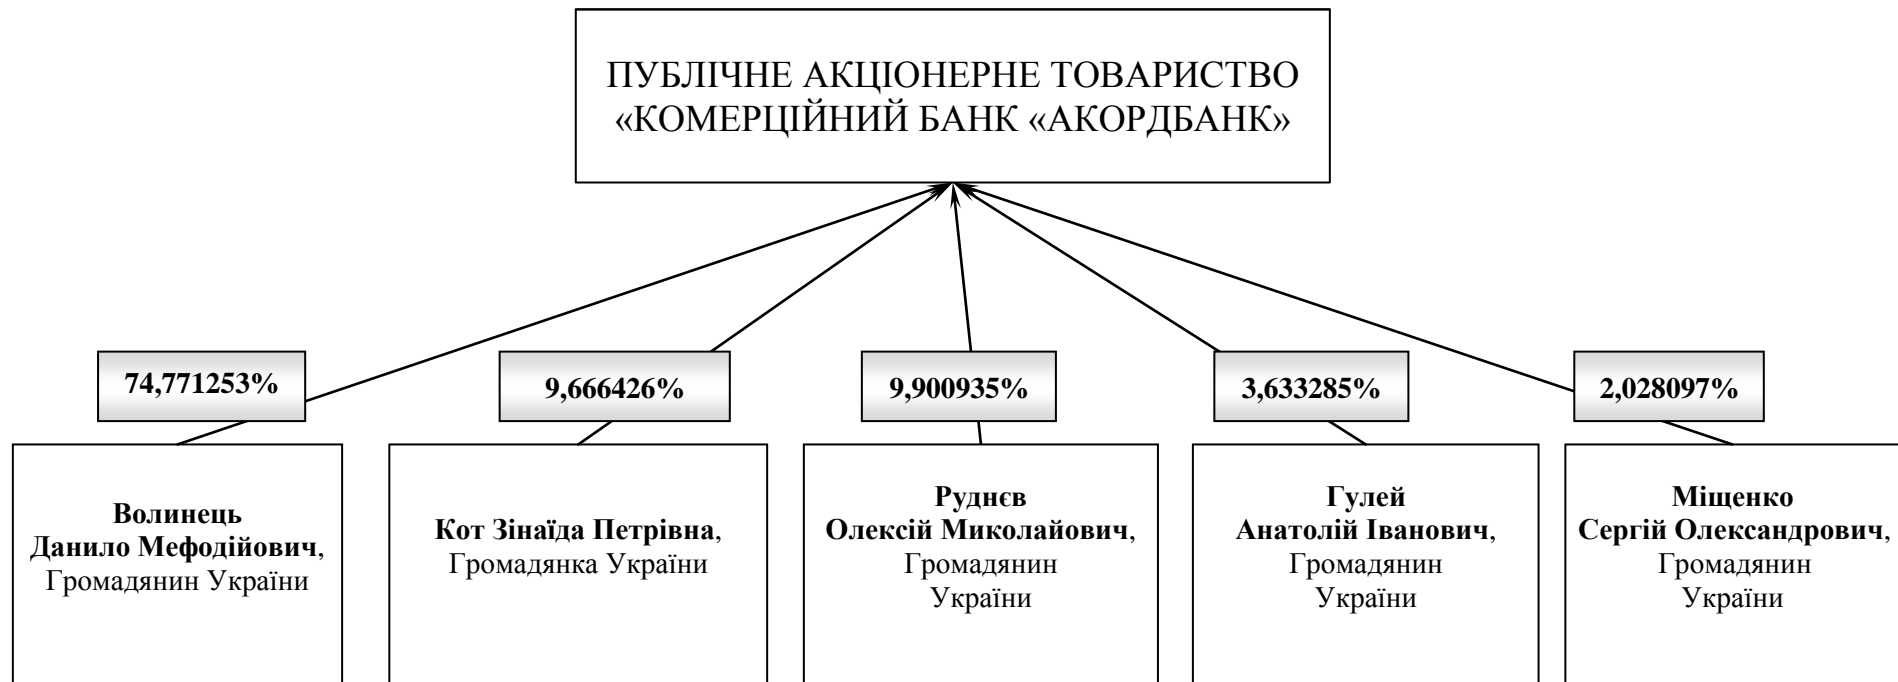 ПУБЛІЧНЕ АКЦІОНЕРНЕ ТОВАРИСТВО
«КОМЕРЦІЙНИЙ БАНК «АКОРДБАНК»
74,771253%
9,666426%
9,900935%
3,633285%
2,028097%
Волинець
Данило Мефодійович,
Громадянин України
Кот Зінаїда Петрівна,
Громадянка України
Руднєв
Олексій Миколайович,
Громадянин
України
Гулей
Анатолій Іванович,
Громадянин
України
Міщенко
Сергій Олександрович,
Громадянин
України